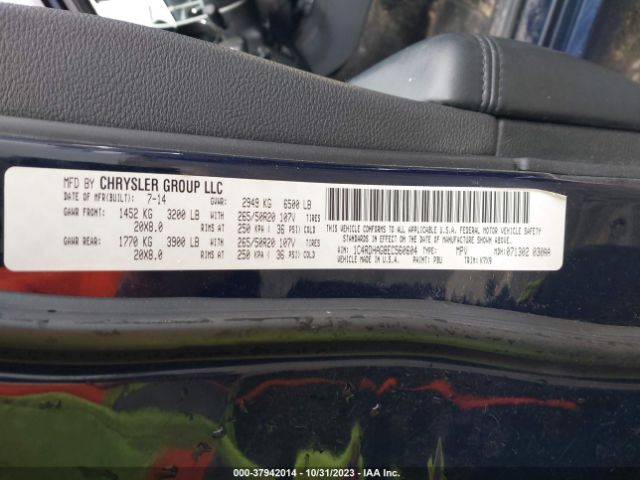 MFD BY CHRYSLER GROUP LLC
DATE OF MFR(BUILT): 7-14 GVWR: 2949 KG 6500 LB
GAWR FRONT: 1452 KG 3200 LB WITH 265/50R20 107V TIRES
20X8.0 RIMS AT 250 KPA ( 36 PSI) COLD
GAWR REAR: 1770 KG 3900 LB WITH 265/50R20 107V TIRES
20X8.0 RIMS AT 250 KPA ( 36 PSI) COLD
THIS VEHICLE CONFORMS TO ALL APPLICABLE U.S.A. FEDERAL MOTOR VEHICLE SAFETY
STANDARDS IN EFFECT ON THE DATE OF MANUFACTURE SHOWN ABOVE.
VIN: 1C4RDHAG8EC560604 TYPE: MPV MDH: 071302 030AA
VEHICLE MADE IN U.S.A. PAINT: PBU TRIM: K7X9
000-37942014 - 10/31/2023 - IAA Inc.